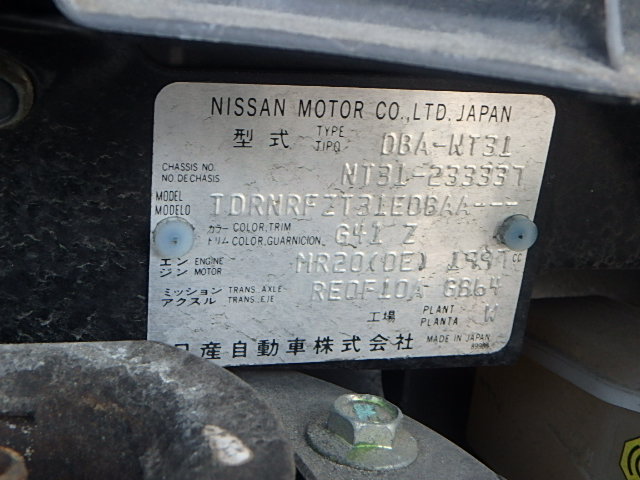 NISSAN MOTOR CO., LTD. JAPAN
型式 TYPE TIPO DBA-NT31
CHASSIS NO. NO DE CHASIS NT31-233337
MODEL MODELO TDRNRFZT31EDBAA---
カラー COLOR, TRIM
トリム COLOR, GUARNICION G41 Z
エンジン ENGINE MOTOR MR20(DE) 1997 CC
ミッション TRANS. AXLE
アクスル TRANS. EJE RE0F10A GB64
工場 PLANT PLANTA W
日産自動車株式会社 MADE IN JAPAN